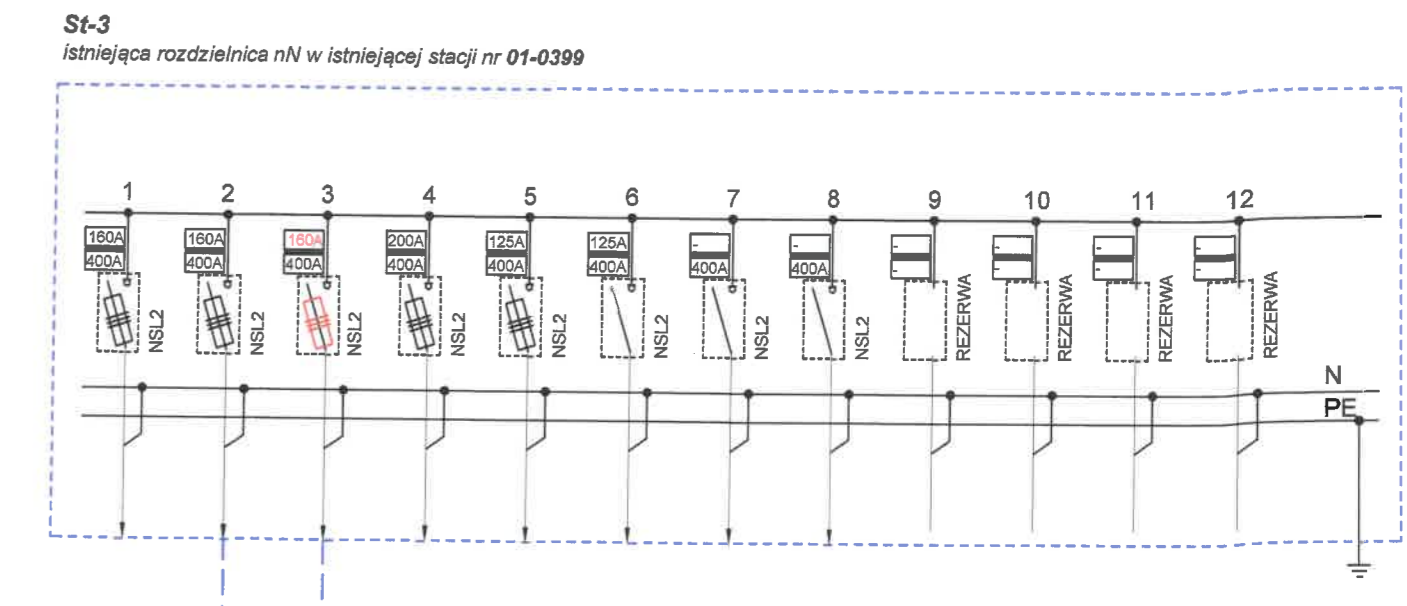 St-3
istniejąca rozdzielnica nN w istniejącej stacji nr 01-0399
1 2 3 4 5 6 7 8 9 10 11 12
160A 160A 160A 200A 125A 125A - - - - - -
400A 400A 400A 400A 400A 400A 400A 400A - - - -
NSL2 NSL2 NSL2 NSL2 NSL2 NSL2 NSL2 NSL2 REZERWA REZERWA REZERWA REZERWA
N
PE